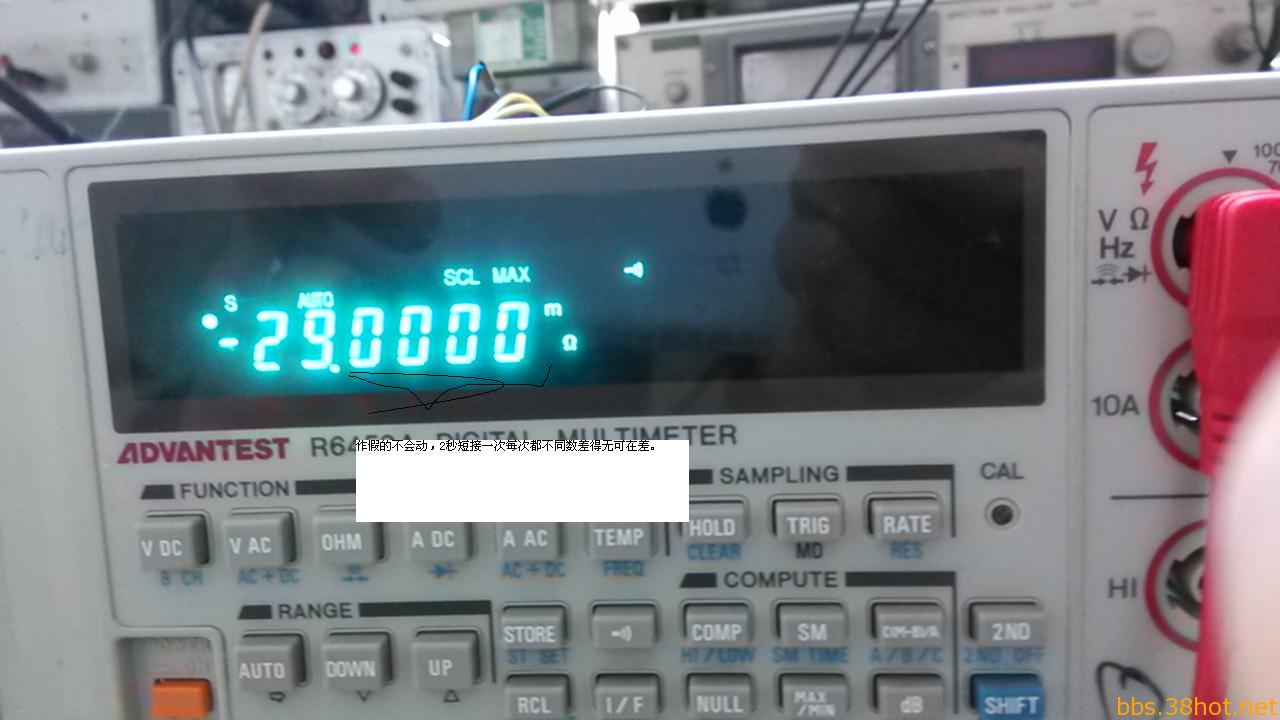 SCL MAX
S AUTO
-29.0000 mΩ
ADVANTEST DIGITAL MULTIMETER
作假的不会动,2秒短接一次每次都不同数差得无可在差。
FUNCTION
SAMPLING
CAL
V DC V AC OHM A DC A AC TEMP HOLD TRIG RATE
8 CH AC+DC AC+DC FREQ CLEAR MD RES
RANGE
COMPUTE
STORE COMP SM COM-B/A 2ND
ST SET HI/LOW SM TIME A/B/C 2ND OFF
AUTO DOWN UP
RCL I/F NULL MAX/MIN dB SHIFT
V Ω
Hz
10A
HI
bbs.38hot.net